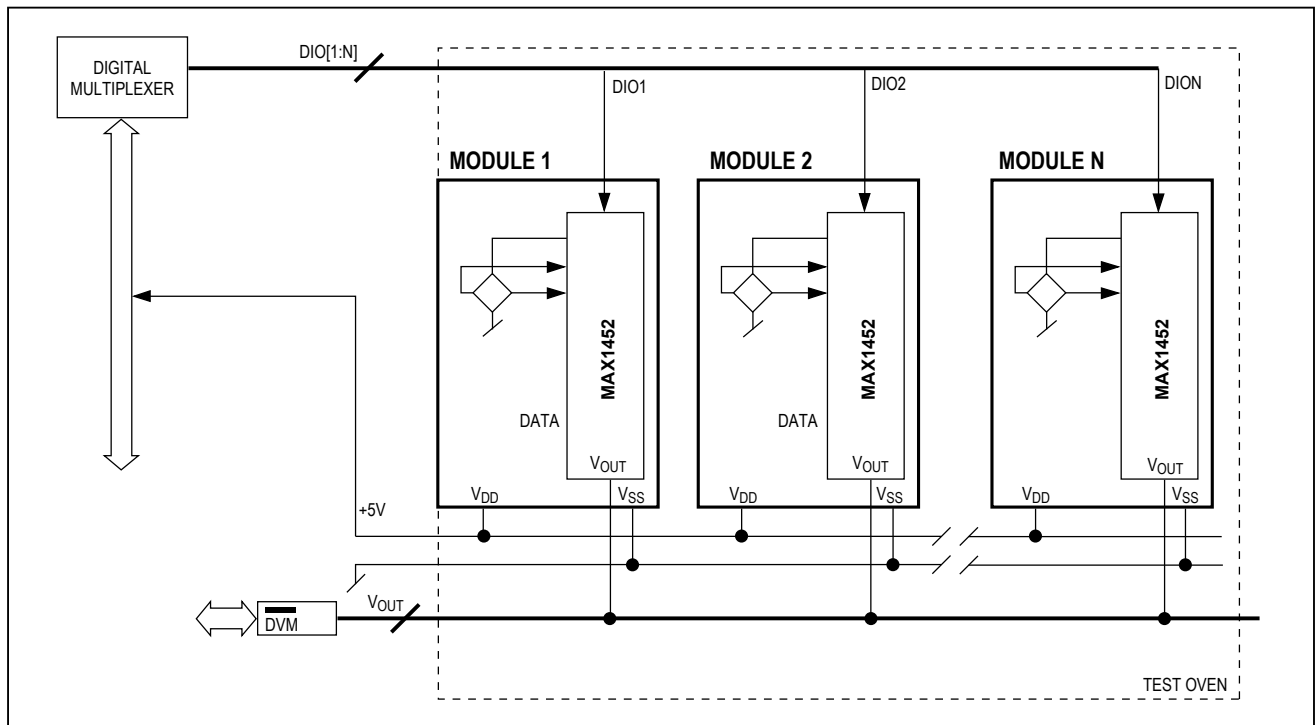 DIGITAL
MULTIPLEXER
DIO[1:N]
DIO1
DIO2
DION
MODULE 1
MODULE 2
MODULE N
MAX1452
MAX1452
MAX1452
DATA
DATA
VOUT
VOUT
VOUT
VDD
VSS
VDD
VSS
VDD
VSS
+5V
VOUT
DVM
TEST OVEN